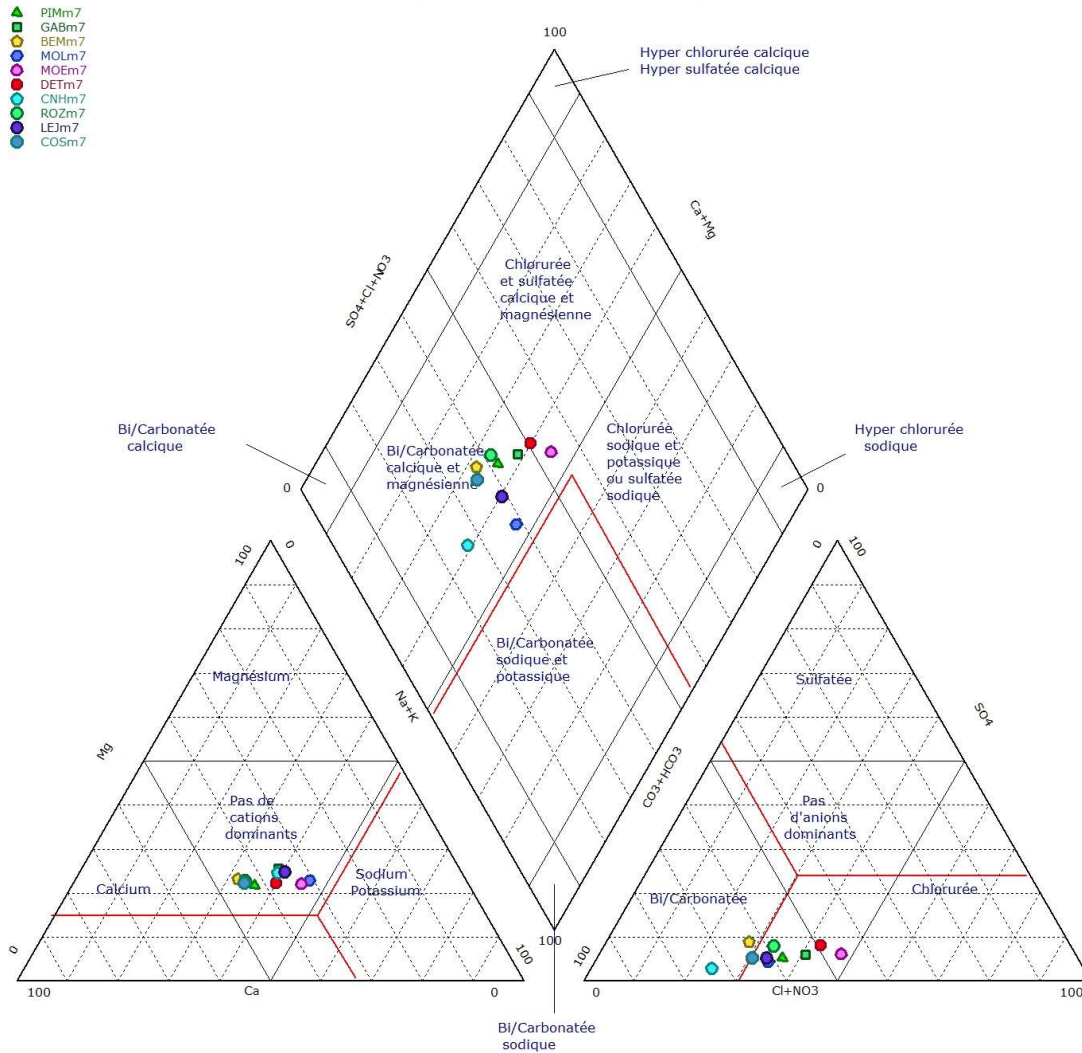 PIMm7
GABm7
BEMm7
MOLm7
MOEm7
DETm7
CNHm7
ROZm7
LEJm7
COSm7
100
Hyper chlorurée calcique
Hyper sulfatée calcique
SO4+Cl+NO3
Ca+Mg
Chlorurée
et sulfatée
calcique et
magnésienne
Bi/Carbonatée
calcique
Bi/Carbonatée
calcique et
magnésienne
Chlorurée
sodique et
potassique
ou sulfatée
sodique
Hyper chlorurée
sodique
0
0
100
0
0
100
Bi/Carbonatée
sodique et
potassique
Magnésium
Na+K
Sulfatée
SO4
Mg
CO3+HCO3
Pas de
cations
dominants
Pas
d'anions
dominants
Calcium
Sodium
Potassium
Bi/Carbonatée
Chlorurée
0
100
100
100
100
Ca
0
0
Cl+NO3
100
Bi/Carbonatée
sodique